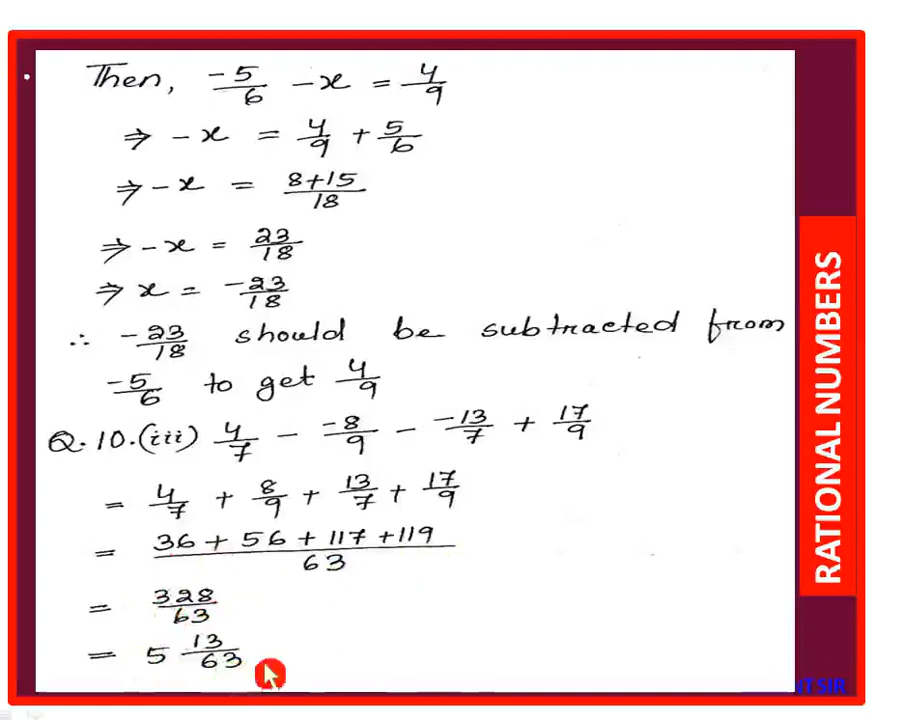 Then, -5/6 - x = 4/9
⇒ - x = 4/9 + 5/6
⇒ - x = 8+15/18
⇒ - x = 23/18
⇒ x = -23/18
∴ -23/18 should be subtracted from
-5/6 to get 4/9
Q.10.(iii) 4/7 - -8/9 - -13/7 + 17/9
= 4/7 + 8/9 + 13/7 + 17/9
= 36 + 56 + 117 + 119/63
= 328/63
= 5 13/63
RATIONAL NUMBERS